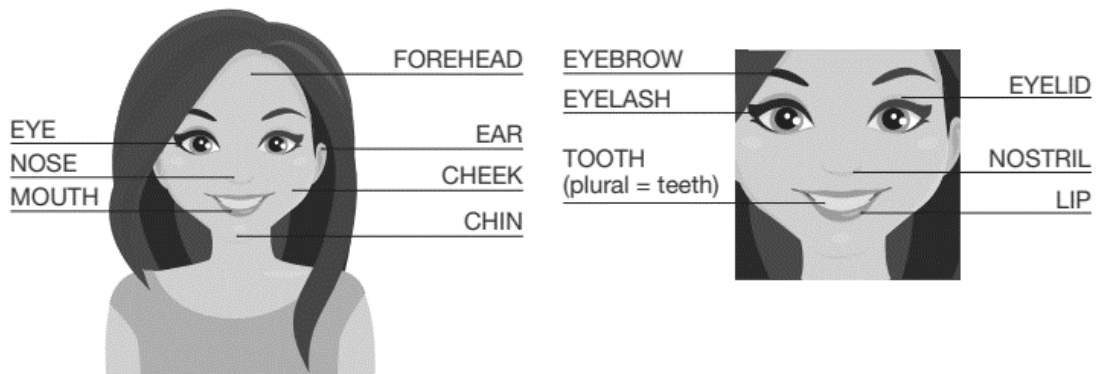 FOREHEAD
EYE
EAR
NOSE
CHEEK
MOUTH
CHIN
EYEBROW
EYELID
EYELASH
TOOTH
(plural = teeth)
NOSTRIL
LIP